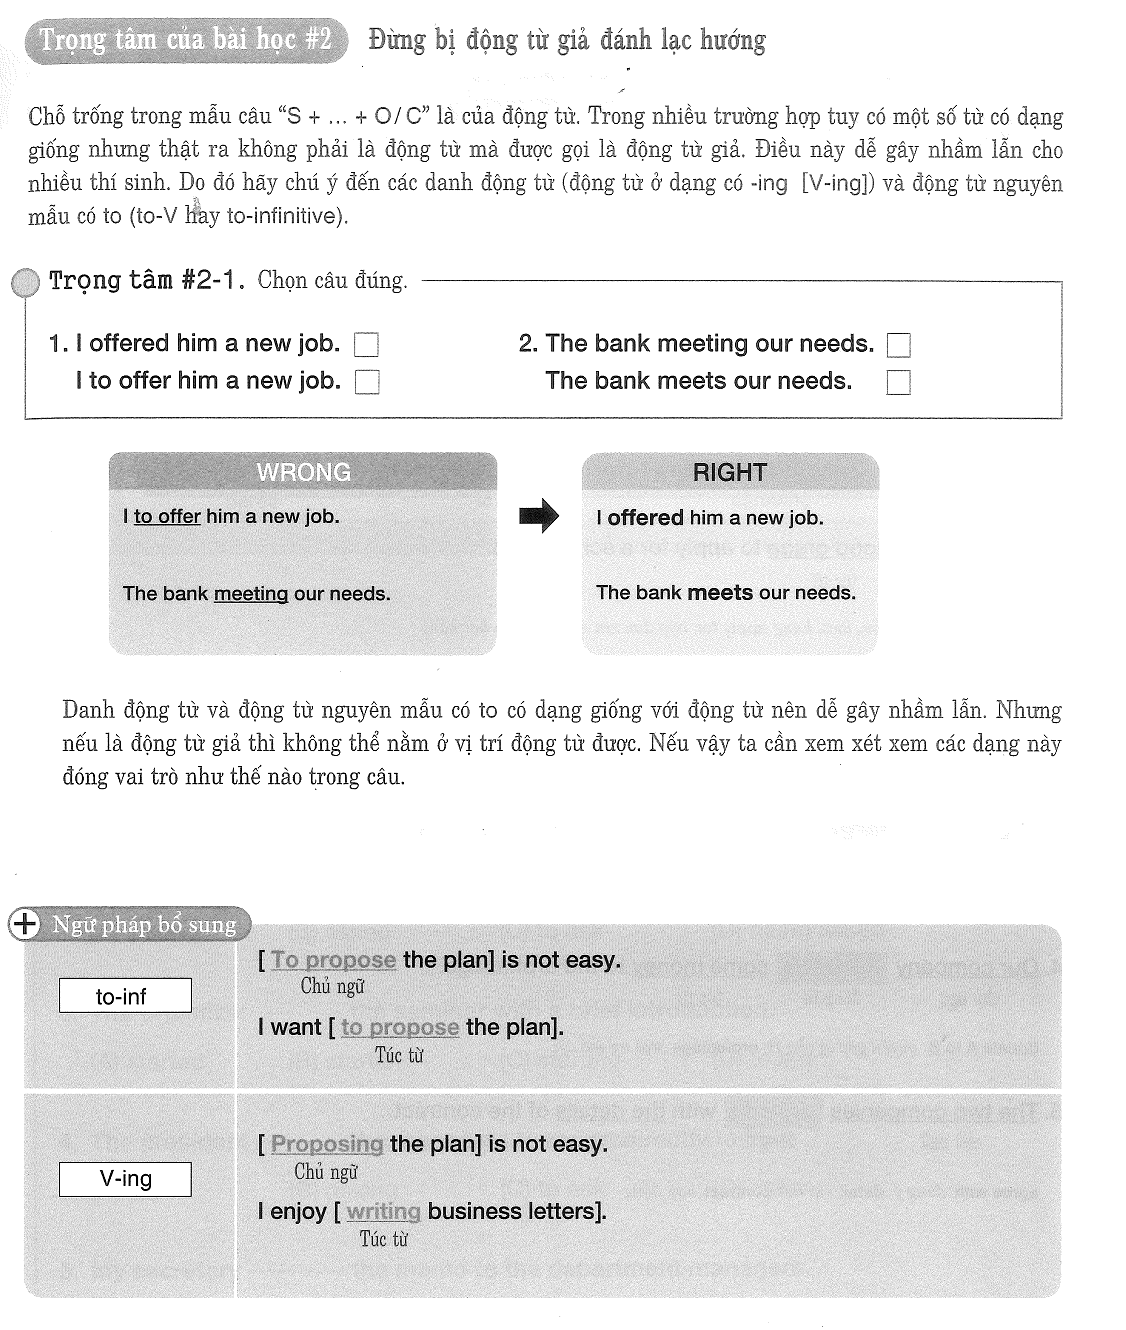 Trọng tâm của bài học #2 Đừng bị động từ giả đánh lạc hướng
Chỗ trống trong mẫu câu “S + ... + O/C” là của động từ. Trong nhiều trường hợp tuy có một số từ có dạng
giống nhưng thật ra không phải là động từ mà được gọi là động từ giả. Điều này dễ gây nhầm lẫn cho
nhiều thí sinh. Do đó hãy chú ý đến các danh động từ (động từ ở dạng có -ing [V-ing]) và động từ nguyên
mẫu có to (to-V hay to-infinitive).
Trọng tâm #2-1. Chọn câu đúng.
1. I offered him a new job.
I to offer him a new job.
2. The bank meeting our needs.
The bank meets our needs.
WRONG
I to offer him a new job.
The bank meeting our needs.
RIGHT
I offered him a new job.
The bank meets our needs.
Danh động từ và động từ nguyên mẫu có to có dạng giống với động từ nên dễ gây nhầm lẫn. Nhưng
nếu là động từ giả thì không thể nằm ở vị trí động từ được. Nếu vậy ta cần xem xét xem các dạng này
đóng vai trò như thế nào trong câu.
+ Ngữ pháp bổ sung
to-inf
[ To propose the plan] is not easy.
Chủ ngữ
I want [ to propose the plan].
Túc từ
V-ing
[ Proposing the plan] is not easy.
Chủ ngữ
I enjoy [ writing business letters].
Túc từ